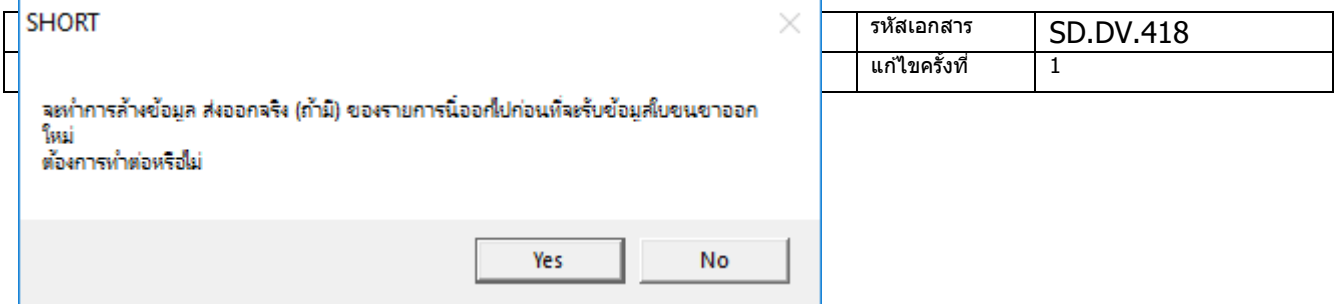 SHORT
รหัสเอกสาร
SD.DV.418
แก้ไขครั้งที่
1
จะทำการล้างข้อมูล ส่งออกจริง (ถ้ามี) ของรายการนี้ออกไปก่อนที่จะรับข้อมูลใบขนขาออก
ใหม่
ต้องการทำต่อหรือไม่
Yes
No